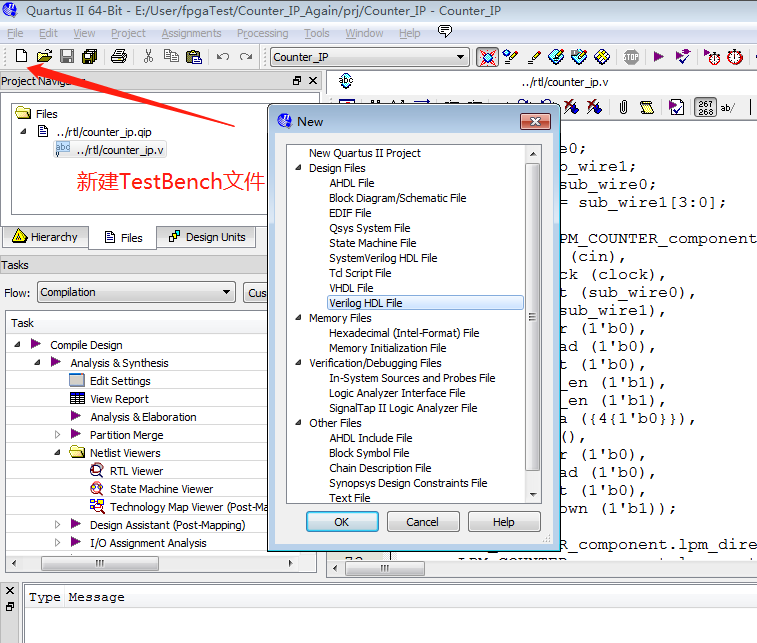 Quartus II 64-Bit - E:/User/fpgaTest/Counter_IP_Again/prj/Counter_IP - Counter_IP
File Edit View Project Assignments Processing Tools Window Help
Counter_IP
Project Navig
../rtl/counter_ip.v
Files
../rtl/counter_ip.qip
../rtl/counter_ip.v
新建TestBench文件
Hierarchy Files Design Units
Tasks
Flow: Compilation Cus
Task
Compile Design
Analysis & Synthesis
Edit Settings
View Report
Analysis & Elaboration
Partition Merge
Netlist Viewers
RTL Viewer
State Machine Viewer
Technology Map Viewer (Post-Ma
Design Assistant (Post-Mapping)
I/O Assignment Analysis
New
New Quartus II Project
Design Files
AHDL File
Block Diagram/Schematic File
EDIF File
Qsys System File
State Machine File
SystemVerilog HDL File
Tcl Script File
VHDL File
Verilog HDL File
Memory Files
Hexadecimal (Intel-Format) File
Memory Initialization File
Verification/Debugging Files
In-System Sources and Probes File
Logic Analyzer Interface File
SignalTap II Logic Analyzer File
Other Files
AHDL Include File
Block Symbol File
Chain Description File
Synopsys Design Constraints File
Text File
OK Cancel Help
STOP
abc
267
268
ab/
e0;
b_wire1;
sub_wire0;
= sub_wire1[3:0];
PM_COUNTER_component
(cin),
ck (clock),
t (sub_wire0),
sub_wire1),
r (1'b0),
ad (1'b0),
t (1'b0),
_en (1'b1),
_en (1'b1),
a ({4{1'b0}}),
(),
r (1'b0),
ad (1'b0),
t (1'b0),
own (1'b1));
R_component.lpm_dire
Type Message